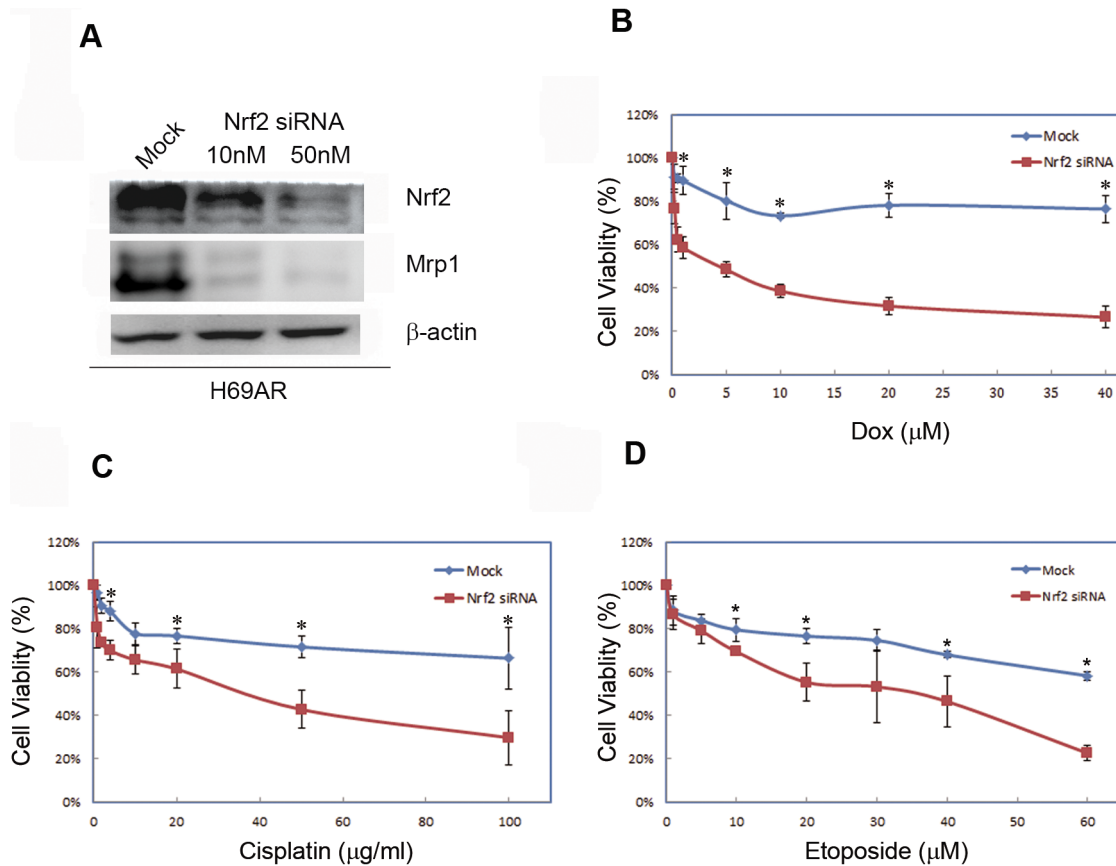 A
Mock
Nrf2 siRNA
10nM 50nM
Nrf2
Mrp1
β-actin
H69AR
B
120%
100%
80%
60%
40%
20%
0%
Cell Viablity (%)
Mock
Nrf2 siRNA
* * * * *
0 5 10 15 20 25 30 35 40
Dox (μM)
C
120%
100%
80%
60%
40%
20%
0%
Cell Viablity (%)
Mock
Nrf2 siRNA
* * * *
0 20 40 60 80 100
Cisplatin (μg/ml)
D
120%
100%
80%
60%
40%
20%
0%
Cell Viablity (%)
Mock
Nrf2 siRNA
* * * *
0 10 20 30 40 50 60
Etoposide (μM)